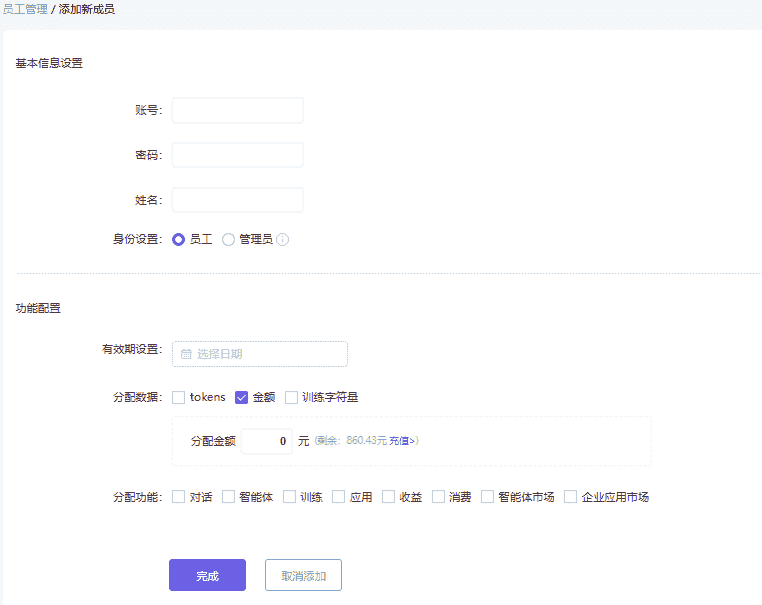 员工管理 / 添加新成员
基本信息设置
账号：
密码：
姓名：
身份设置： 员工 管理员
功能配置
有效期设置： 选择日期
分配数据： tokens 金额 训练字符量
分配金额 0 元 (剩余：860.43元 充值>)
分配功能： 对话 智能体 训练 应用 收益 消费 智能体市场 企业应用市场
完成 取消添加